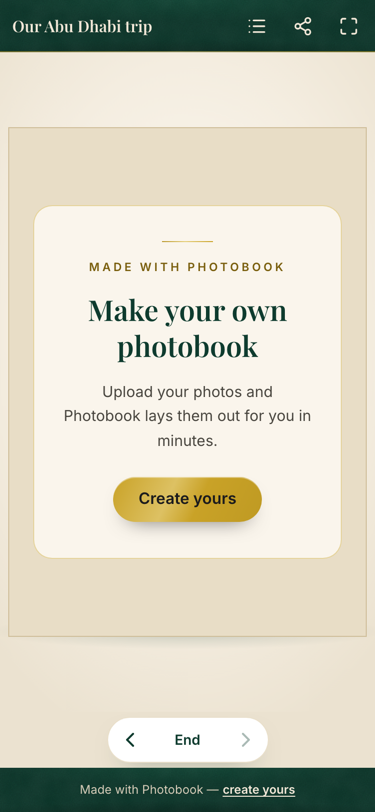 Our Abu Dhabi trip
MADE WITH PHOTOBOOK
Make your own
photobook
Upload your photos and
Photobook lays them out for you in
minutes.
Create yours
End
Made with Photobook — create yours